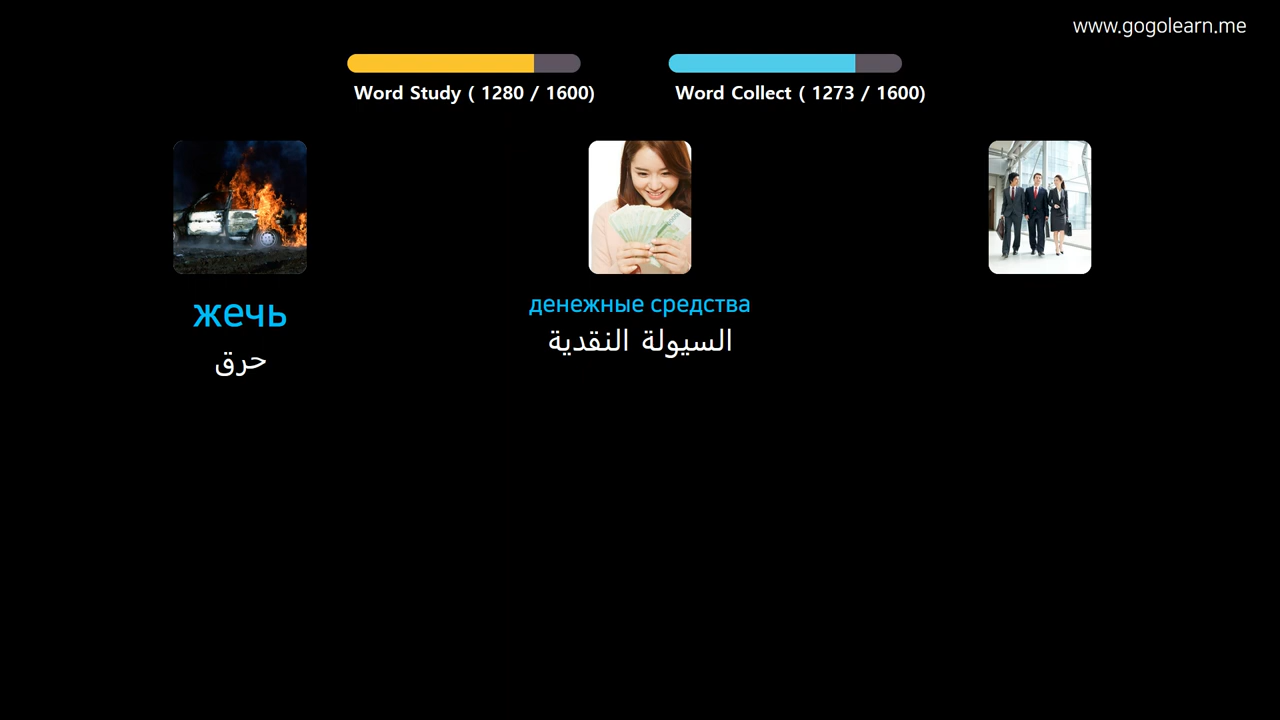 www.gogolearn.me
Word Study ( 1280 / 1600)
Word Collect ( 1273 / 1600)
жечь
حرق
денежные средства
السيولة النقدية